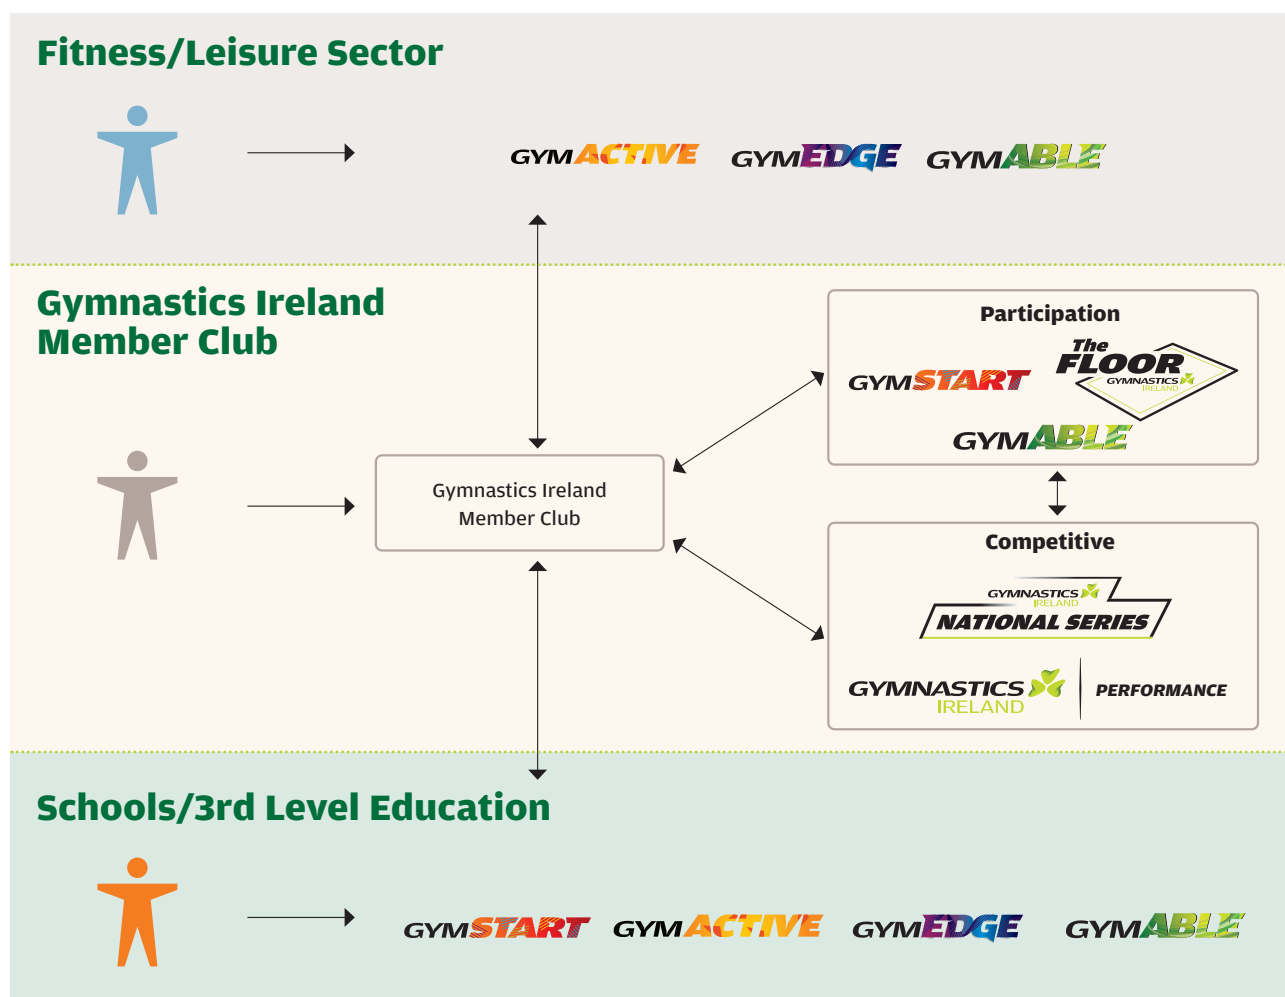 Fitness/Leisure Sector
GYMACTIVE
GYMEDGE
GYMABLE
Gymnastics Ireland
Member Club
Gymnastics Ireland
Member Club
Participation
GYMSTART
The
FLOOR
GYMNASTICS
IRELAND
GYMABLE
Competitive
GYMNASTICS
IRELAND
NATIONAL SERIES
GYMNASTICS
IRELAND
PERFORMANCE
Schools/3rd Level Education
GYMSTART
GYMACTIVE
GYMEDGE
GYMABLE